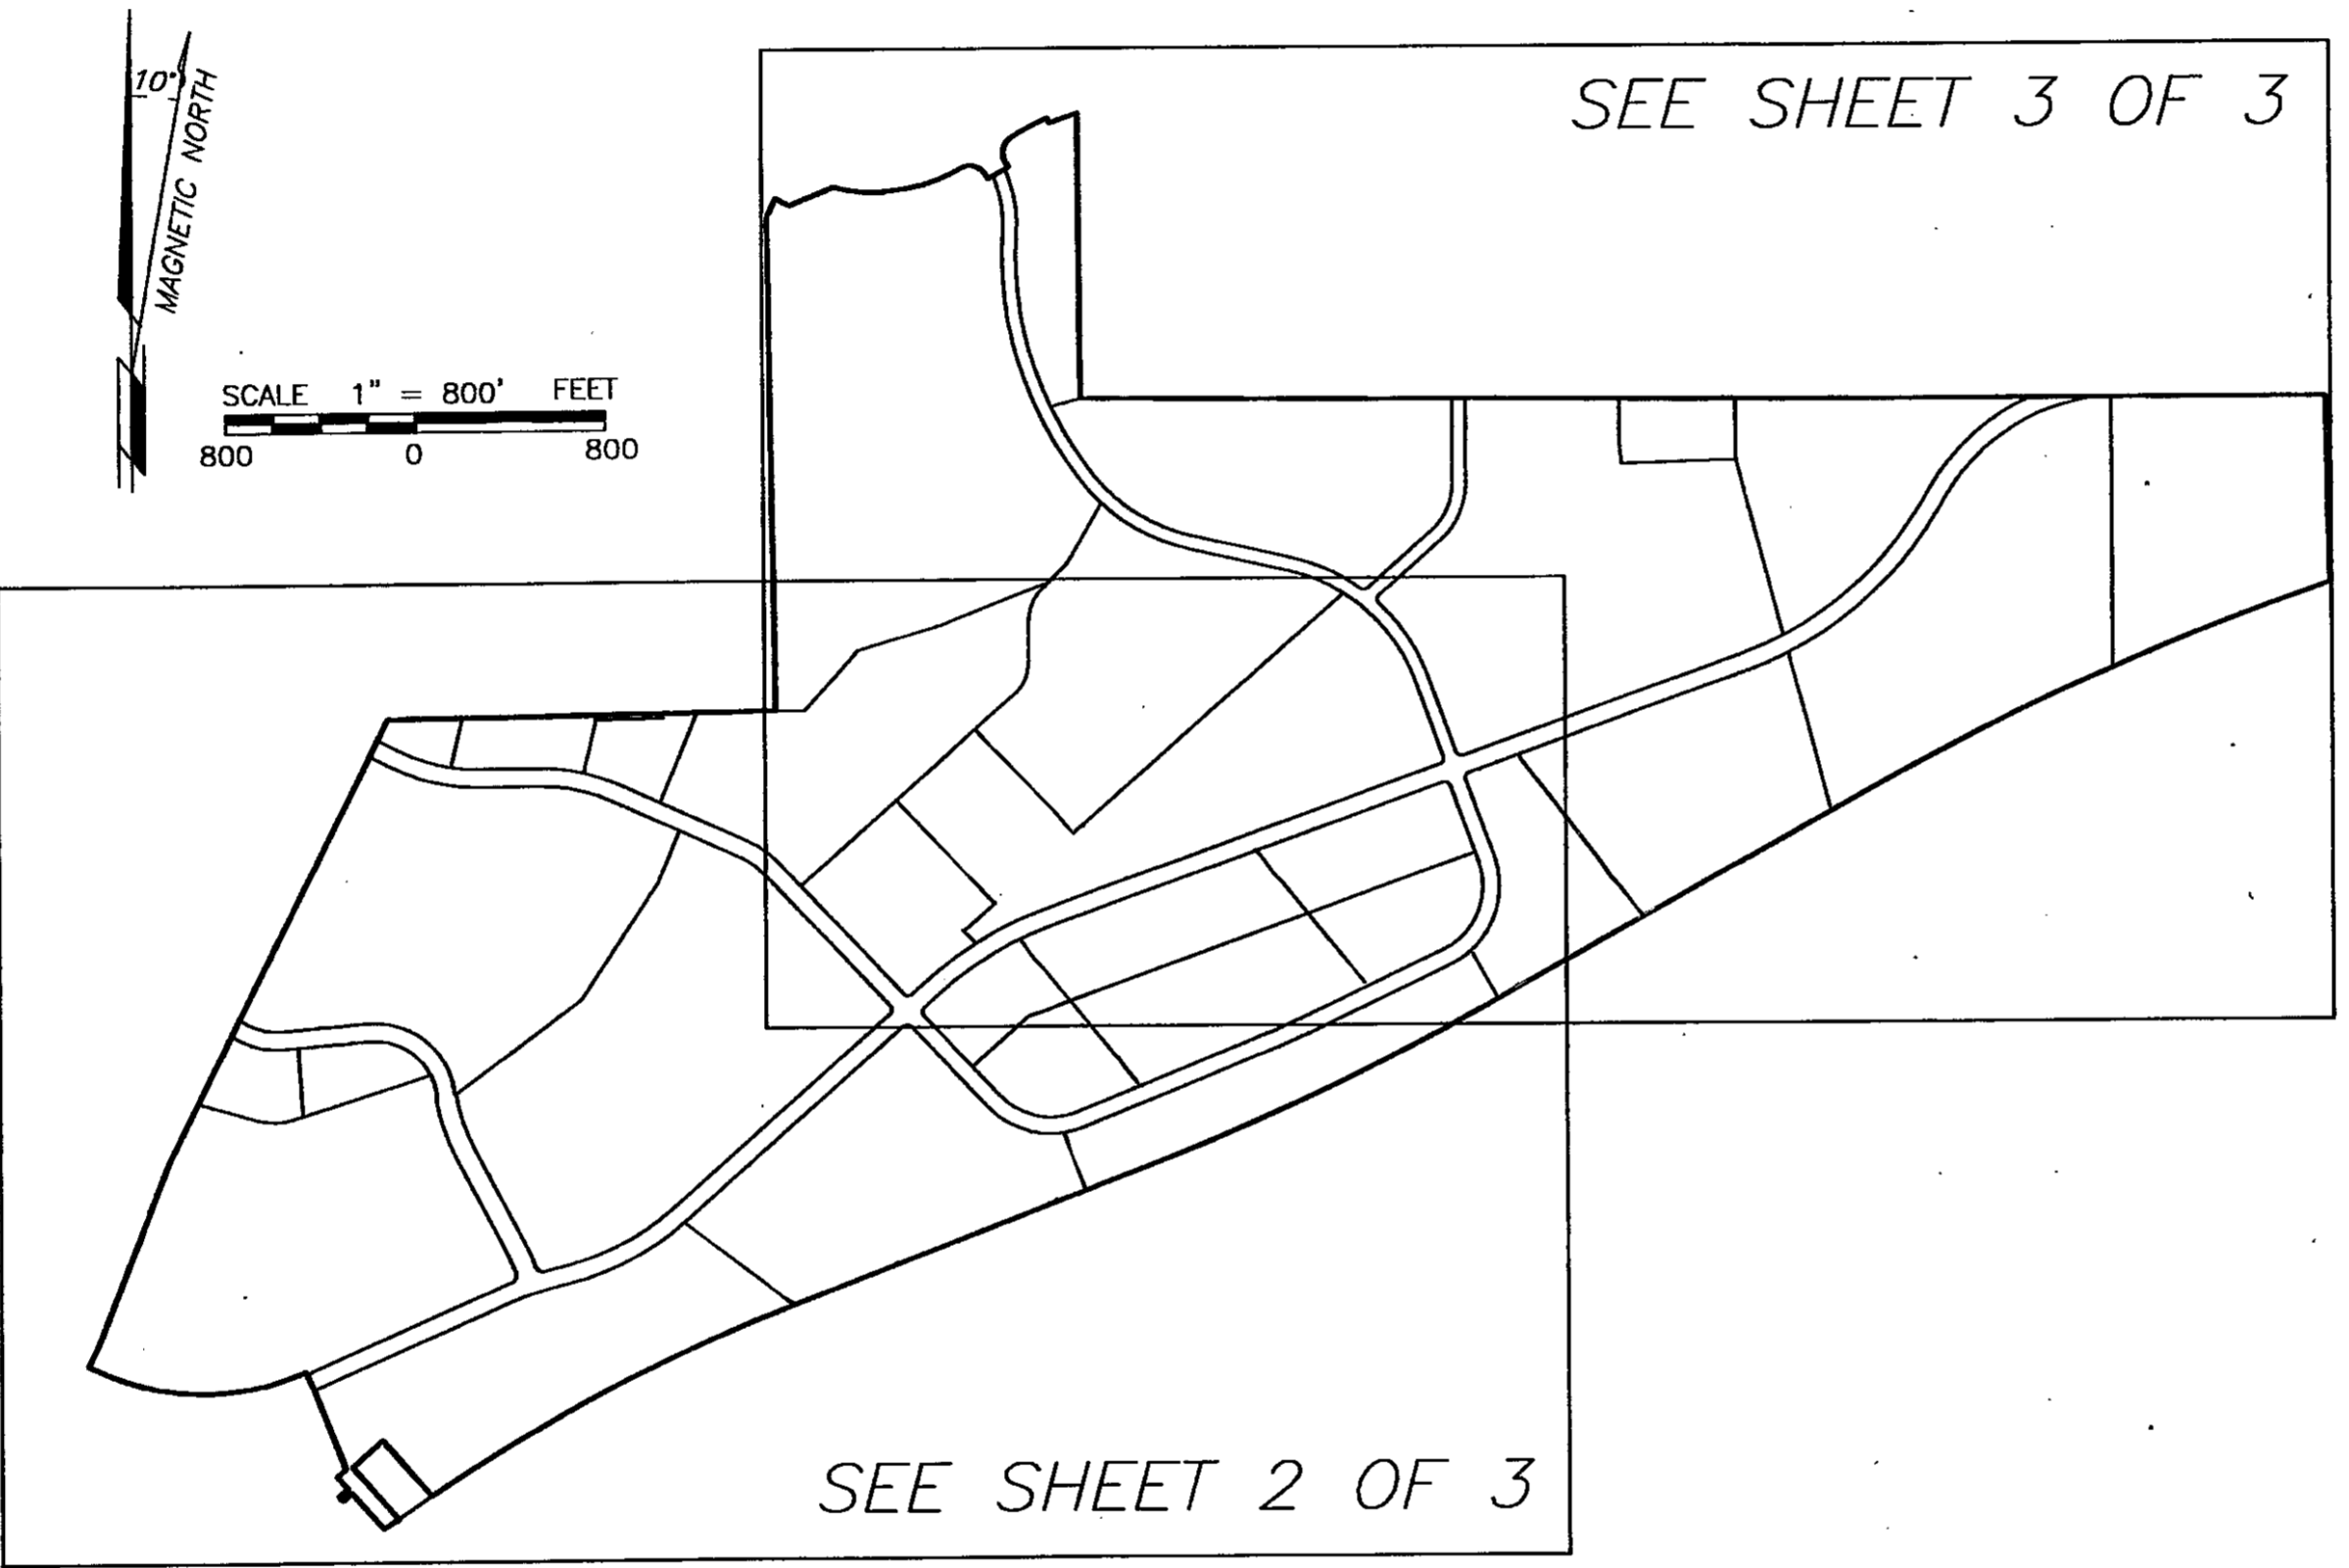 10°
MAGNETIC NORTH
SEE SHEET 3 OF 3
SCALE 1" = 800' FEET
800 0 800
SEE SHEET 2 OF 3